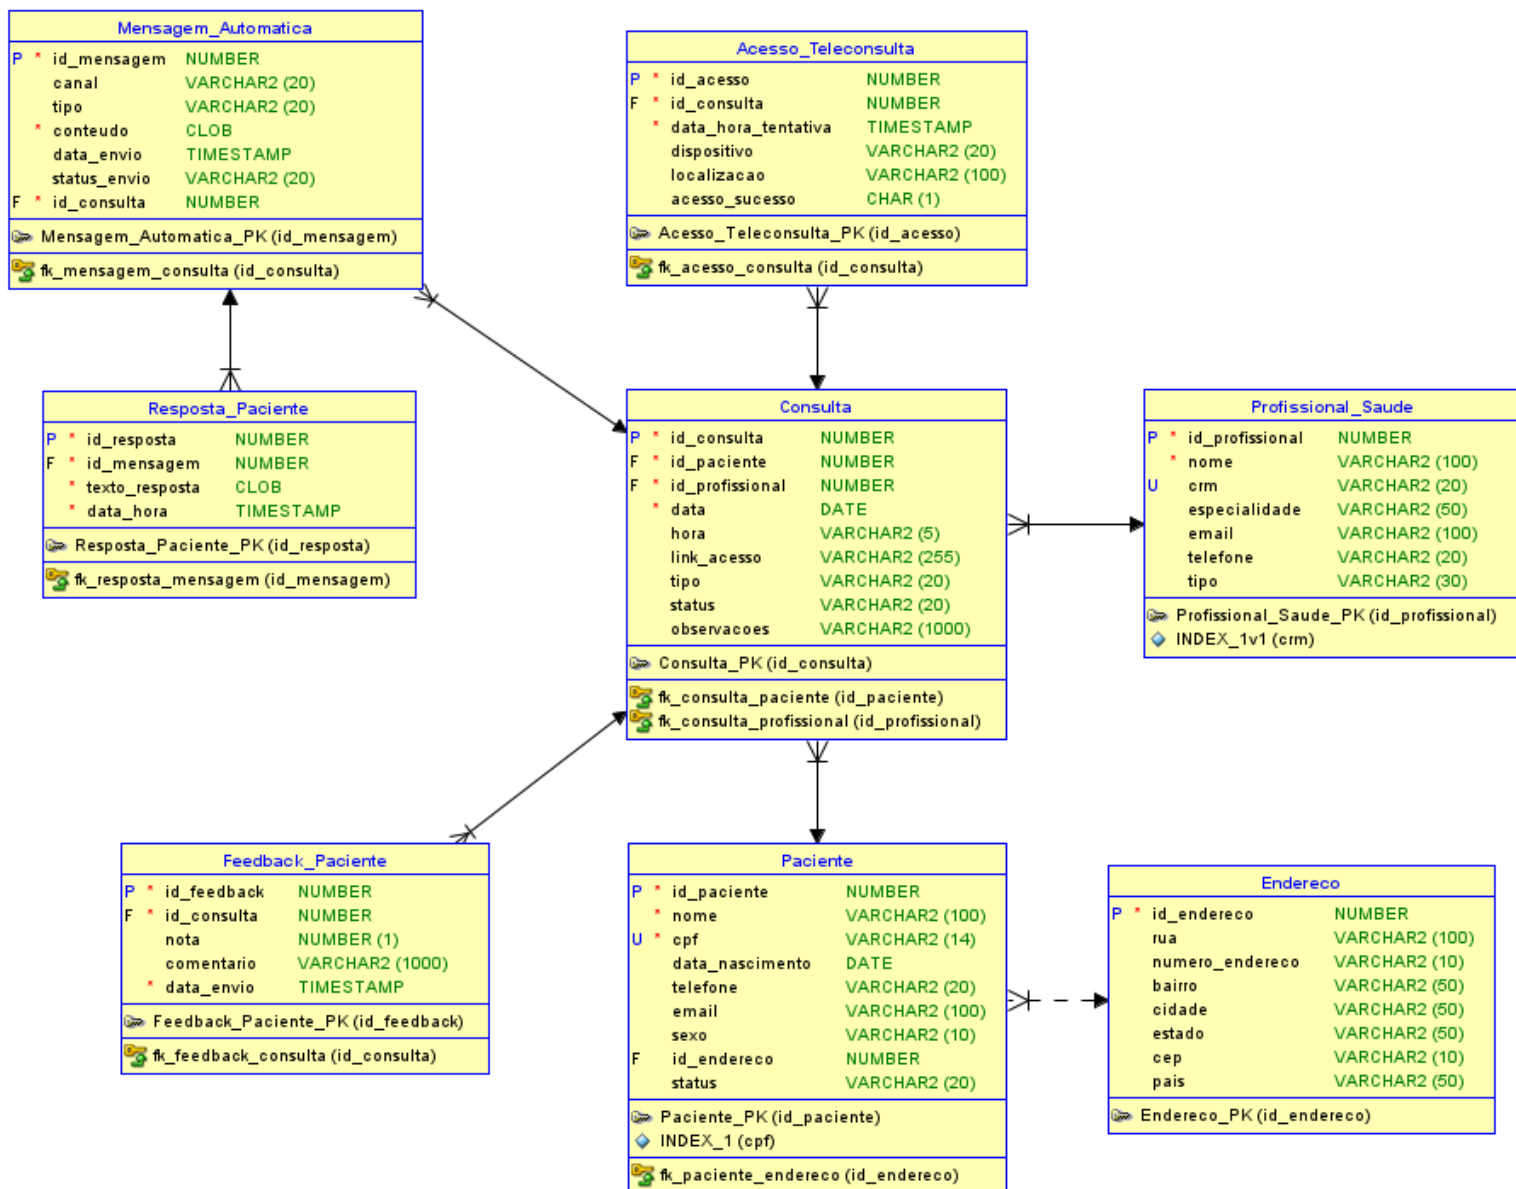 Mensagem_Automatica
P * id_mensagem NUMBER
canal VARCHAR2 (20)
tipo VARCHAR2 (20)
* conteudo CLOB
data_envio TIMESTAMP
status_envio VARCHAR2 (20)
F * id_consulta NUMBER
Mensagem_Automatica_PK (id_mensagem)
fk_mensagem_consulta (id_consulta)
Acesso_Teleconsulta
P * id_acesso NUMBER
F * id_consulta NUMBER
* data_hora_tentativa TIMESTAMP
dispositivo VARCHAR2 (20)
localizacao VARCHAR2 (100)
acesso_sucesso CHAR (1)
Acesso_Teleconsulta_PK (id_acesso)
fk_acesso_consulta (id_consulta)
Resposta_Paciente
P * id_resposta NUMBER
F * id_mensagem NUMBER
* texto_resposta CLOB
* data_hora TIMESTAMP
Resposta_Paciente_PK (id_resposta)
fk_resposta_mensagem (id_mensagem)
Consulta
P * id_consulta NUMBER
F * id_paciente NUMBER
F * id_profissional NUMBER
* data DATE
hora VARCHAR2 (5)
link_acesso VARCHAR2 (255)
tipo VARCHAR2 (20)
status VARCHAR2 (20)
observacoes VARCHAR2 (1000)
Consulta_PK (id_consulta)
fk_consulta_paciente (id_paciente)
fk_consulta_profissional (id_profissional)
Profissional_Saude
P * id_profissional NUMBER
* nome VARCHAR2 (100)
U crm VARCHAR2 (20)
especialidade VARCHAR2 (50)
email VARCHAR2 (100)
telefone VARCHAR2 (20)
tipo VARCHAR2 (30)
Profissional_Saude_PK (id_profissional)
INDEX_1v1 (crm)
Feedback_Paciente
P * id_feedback NUMBER
F * id_consulta NUMBER
nota NUMBER (1)
comentario VARCHAR2 (1000)
* data_envio TIMESTAMP
Feedback_Paciente_PK (id_feedback)
fk_feedback_consulta (id_consulta)
Paciente
P * id_paciente NUMBER
* nome VARCHAR2 (100)
U * cpf VARCHAR2 (14)
data_nascimento DATE
telefone VARCHAR2 (20)
email VARCHAR2 (100)
sexo VARCHAR2 (10)
F id_endereco NUMBER
status VARCHAR2 (20)
Paciente_PK (id_paciente)
INDEX_1 (cpf)
fk_paciente_endereco (id_endereco)
Endereco
P * id_endereco NUMBER
rua VARCHAR2 (100)
numero_endereco VARCHAR2 (10)
bairro VARCHAR2 (50)
cidade VARCHAR2 (50)
estado VARCHAR2 (50)
cep VARCHAR2 (10)
pais VARCHAR2 (50)
Endereco_PK (id_endereco)